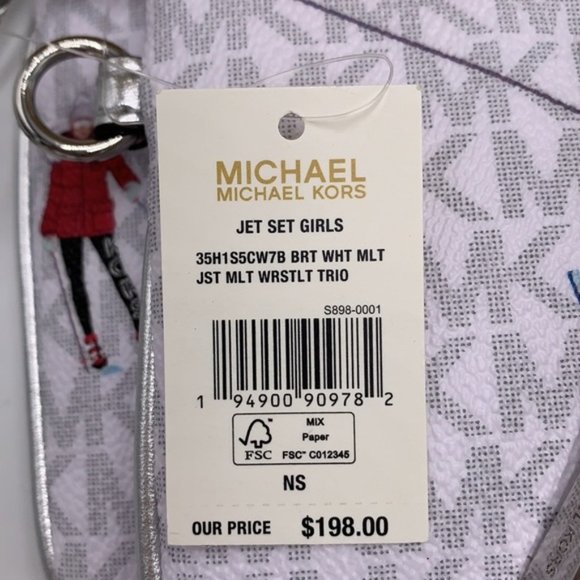 MICHAEL
MICHAEL KORS
JET SET GIRLS
35H1S5CW7B BRT WHT MLT
JST MLT WRSTLT TRIO
S898-0001
1 94900 90978 2
FSC
MIX
Paper
FSC™ C012345
NS
OUR PRICE $198.00